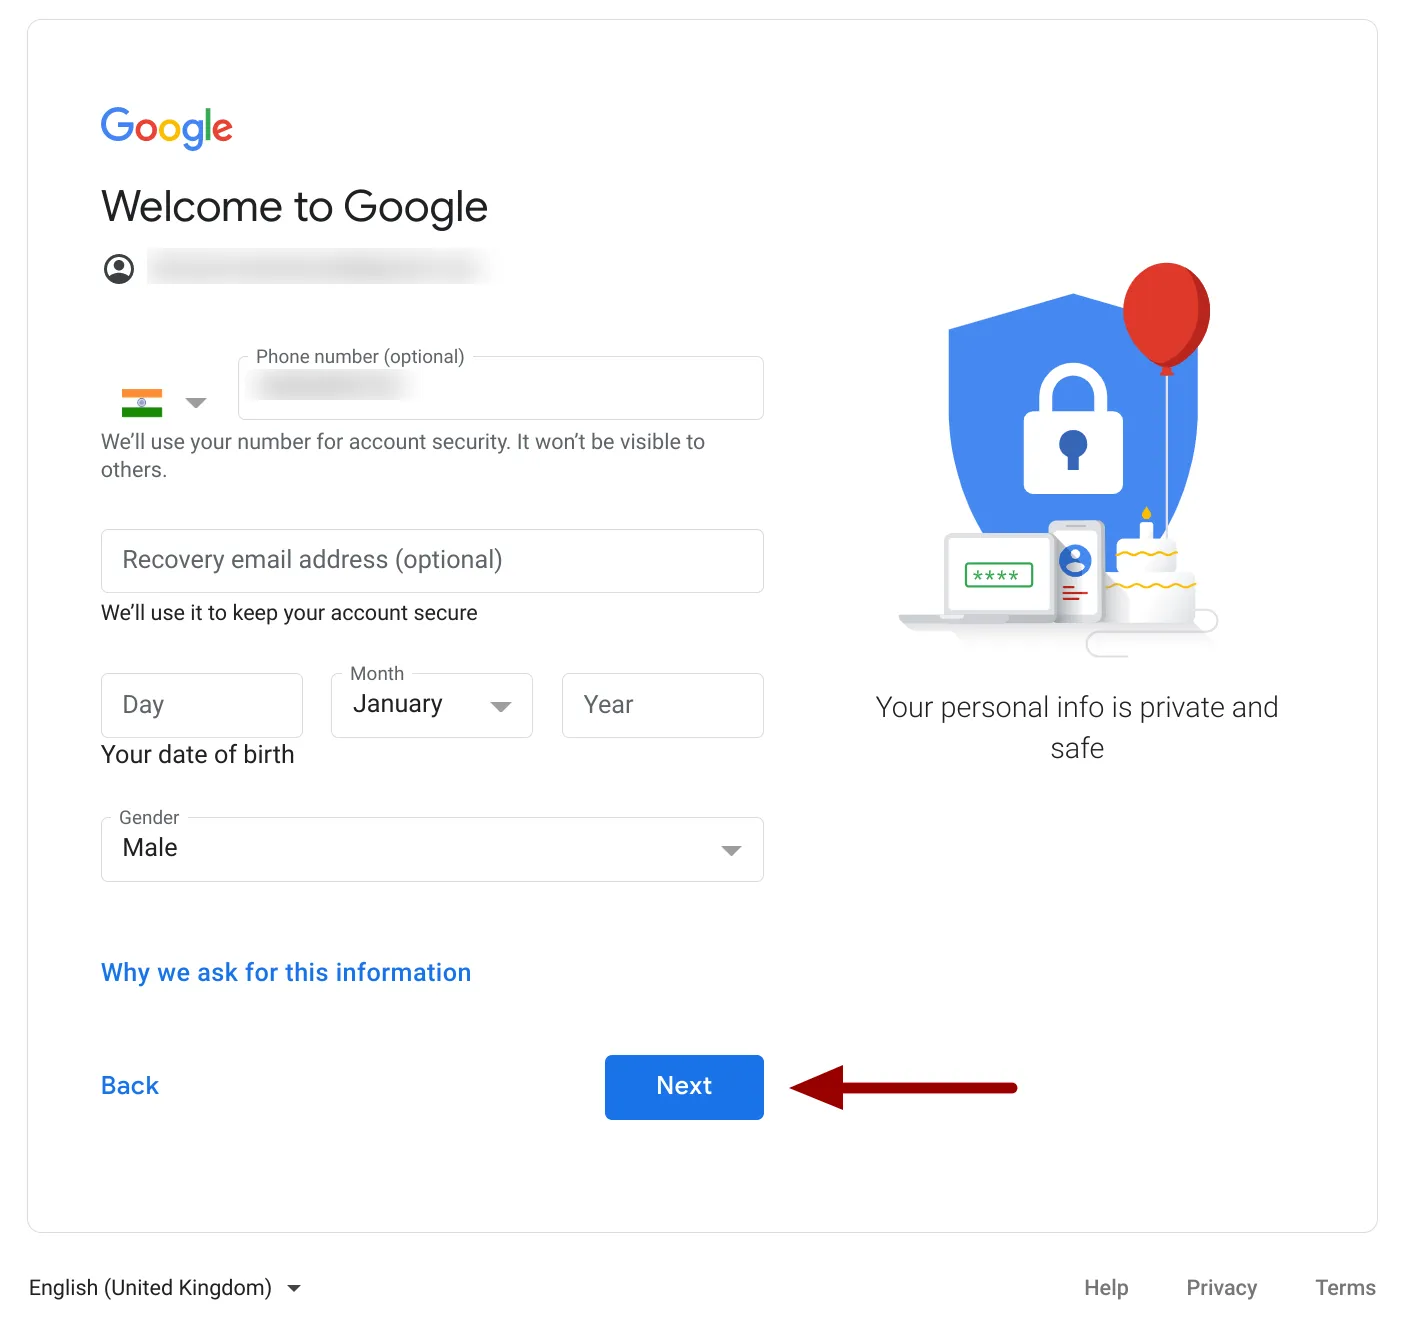 Google
Welcome to Google
Phone number (optional)
We'll use your number for account security. It won't be visible to
others.
Recovery email address (optional)
We'll use it to keep your account secure
Day
Month
January
Year
Your date of birth
Gender
Male
Why we ask for this information
Back
Next
****
Your personal info is private and
safe
English (United Kingdom)
Help
Privacy
Terms